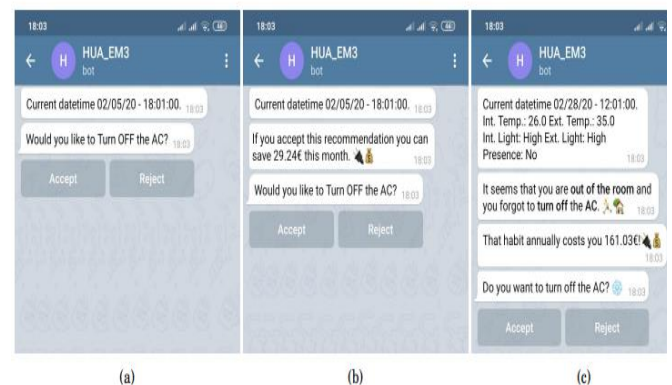 18:03
46
H HUA_EM3
bot
Current datetime 02/05/20 - 18:01:00. 18:03
Would you like to Turn OFF the AC? 18:03
Accept Reject
(a)
18:03
46
H HUA_EM3
bot
Current datetime 02/05/20 - 18:01:00. 18:03
If you accept this recommendation you can
save 29.24€ this month. 18:03
Would you like to Turn OFF the AC? 18:03
Accept Reject
(b)
18:03
H HUA_EM3
bot
Current datetime 02/28/20 - 12:01:00.
Int. Temp.: 26.0 Ext. Temp.: 35.0
Int. Light: High Ext. Light: High
Presence: No 18:03
It seems that you are out of the room and
you forgot to turn off the AC. 18:03
That habit annually costs you 161.03€!
18:03
Do you want to turn off the AC? 18:03
Accept Reject
(c)